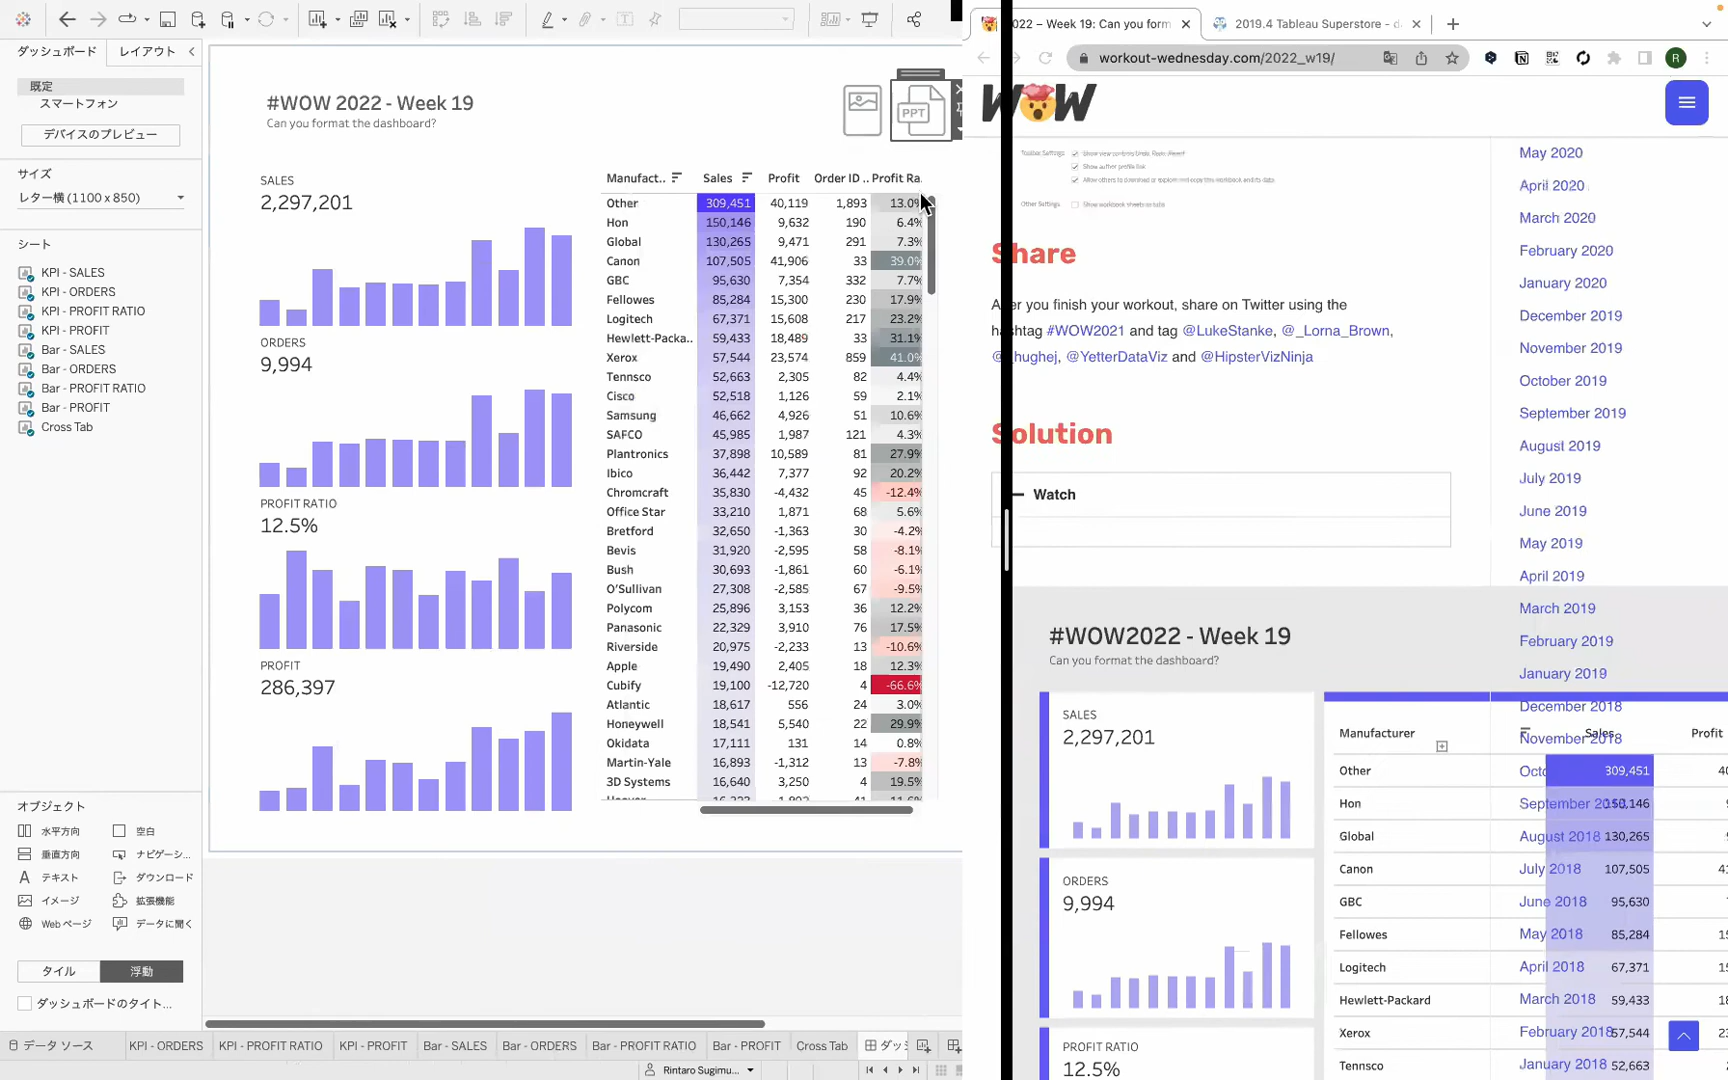 ダッシュボード
レイアウト
既定
スマートフォン
デバイスのプレビュー
サイズ
レター横 (1100 x 850)
シート
KPI - SALES
KPI - ORDERS
KPI - PROFIT RATIO
KPI - PROFIT
Bar - SALES
Bar - ORDERS
Bar - PROFIT RATIO
Bar - PROFIT
Cross Tab
オブジェクト
水平方向
空白
垂直方向
ナビゲーシ...
テキスト
ダウンロード
イメージ
拡張機能
Web ページ
データに聞く
タイル
浮動
ダッシュボードのタイト...
#WOW 2022 - Week 19
Can you format the dashboard?
PPT
SALES
2,297,201
ORDERS
9,994
PROFIT RATIO
12.5%
PROFIT
286,397
Manufact.. Sales Profit Order ID .. Profit Ra.
Other 309,451 40,119 1,893 13.0%
Hon 150,146 9,632 190 6.4%
Global 130,265 9,471 291 7.3%
Canon 107,505 41,906 33 39.0%
GBC 95,630 7,354 332 7.7%
Fellowes 85,284 15,300 230 17.9%
Logitech 67,371 15,608 217 23.2%
Hewlett-Packa.. 59,433 18,489 33 31.1%
Xerox 57,544 23,574 859 41.0%
Tennsco 52,663 2,305 82 4.4%
Cisco 52,518 1,126 59 2.1%
Samsung 46,662 4,926 51 10.6%
SAFCO 45,985 1,987 121 4.3%
Plantronics 37,898 10,589 81 27.9%
Ibico 36,442 7,377 92 20.2%
Chromcraft 35,830 -4,432 45 -12.4%
Office Star 33,210 1,871 68 5.6%
Bretford 32,650 -1,363 30 -4.2%
Bevis 31,920 -2,595 58 -8.1%
Bush 30,693 -1,861 60 -6.1%
O'Sullivan 27,308 -2,585 67 -9.5%
Polycom 25,896 3,153 36 12.2%
Panasonic 22,329 3,910 76 17.5%
Riverside 20,975 -2,233 13 -10.6%
Apple 19,490 2,405 18 12.3%
Cubify 19,100 -12,720 4 -66.6%
Atlantic 18,617 556 24 3.0%
Honeywell 18,541 5,540 22 29.9%
Okidata 17,111 131 14 0.8%
Martin-Yale 16,893 -1,312 13 -7.8%
3D Systems 16,640 3,250 4 19.5%
データ ソース
KPI - ORDERS
KPI - PROFIT RATIO
KPI - PROFIT
Bar - SALES
Bar - ORDERS
Bar - PROFIT RATIO
Bar - PROFIT
Cross Tab
ダッシ
Rintaro Sugimu...
2022 – Week 19: Can you form
2019.4 Tableau Superstore - d
workout-wednesday.com/2022_w19/
R
WOW
Show author profile link
Share
After you finish your workout, share on Twitter using the
hashtag #WOW2021 and tag @LukeStanke, @_Lorna_Brown,
hughej, @YetterDataViz and @HipsterVizNinja
Solution
Watch
#WOW2022 - Week 19
Can you format the dashboard?
SALES
2,297,201
ORDERS
9,994
PROFIT RATIO
12.5%
Manufacturer Sales Profit
Other 309,451
Hon 150,146
Global 130,265
Canon 107,505
GBC 95,630
Fellowes 85,284
Logitech 67,371
Hewlett-Packard 59,433
Xerox 57,544
Tennsco 52,663
May 2020
April 2020
March 2020
February 2020
January 2020
December 2019
November 2019
October 2019
September 2019
August 2019
July 2019
June 2019
May 2019
April 2019
March 2019
February 2019
January 2019
December 2018
November 2018
August 2018
July 2018
June 2018
May 2018
April 2018
March 2018
February 2018
January 2018